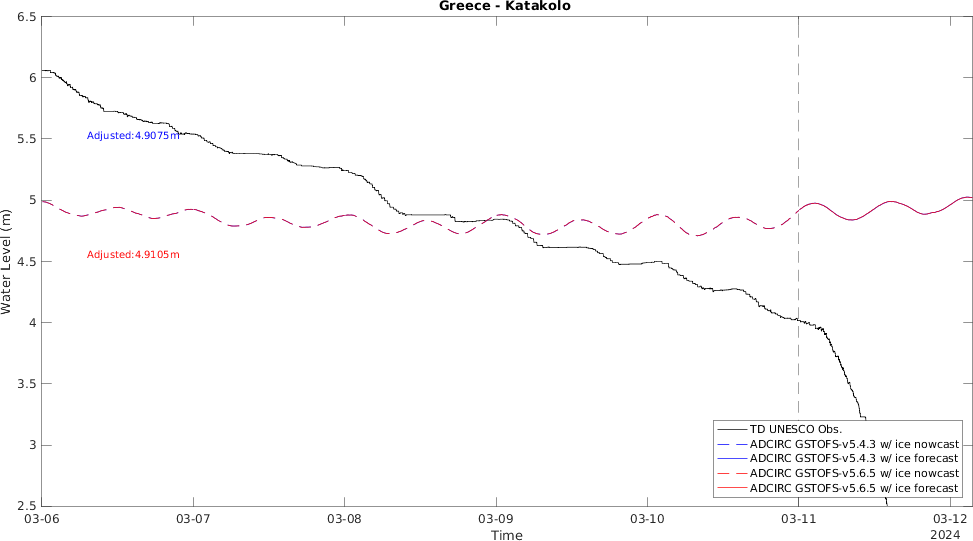 Greece - Katakolo
6.5
6
5.5
5
4.5
4
3.5
3
2.5
Water Level (m)
Adjusted:4.9075m
Adjusted:4.9105m
TD UNESCO Obs.
ADCIRC GSTOFS-v5.4.3 w/ ice nowcast
ADCIRC GSTOFS-v5.4.3 w/ ice forecast
ADCIRC GSTOFS-v5.6.5 w/ ice nowcast
ADCIRC GSTOFS-v5.6.5 w/ ice forecast
03-06 03-07 03-08 03-09 03-10 03-11 03-12
Time
2024